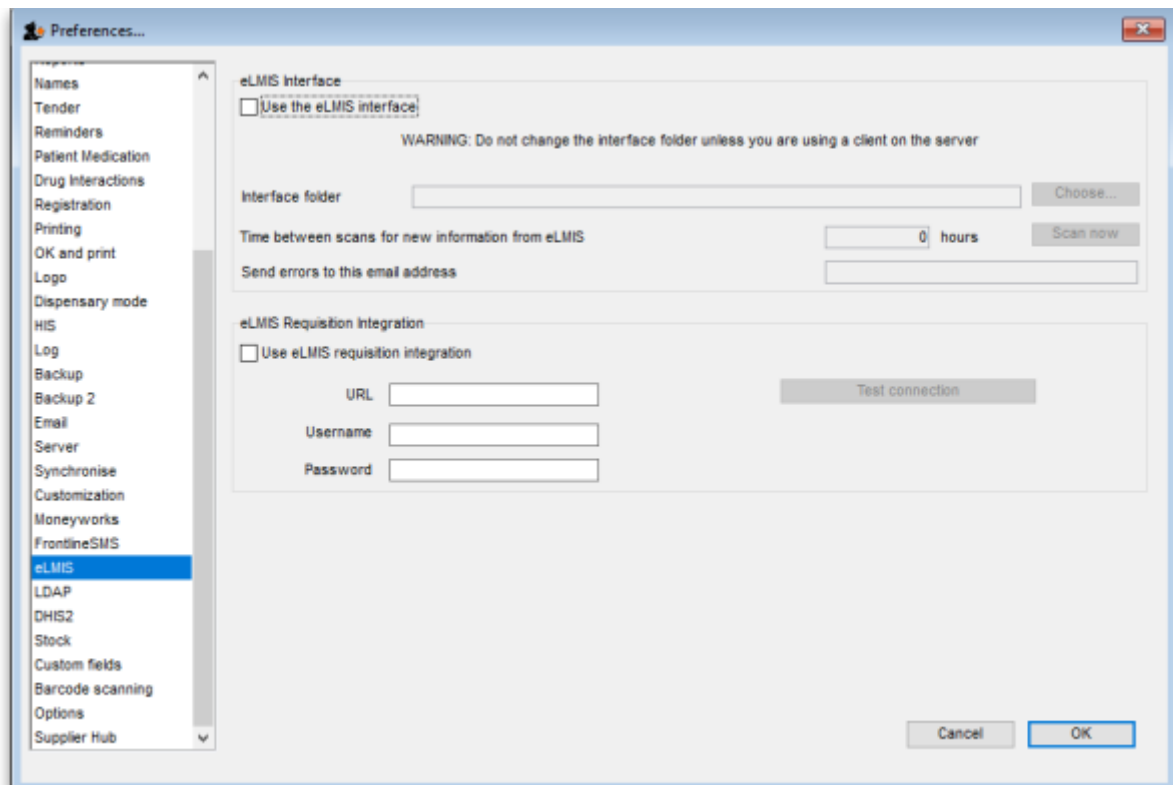 Preferences...
Names
Tender
Reminders
Patient Medication
Drug Interactions
Registration
Printing
OK and print
Logo
Dispensary mode
HIS
Log
Backup
Backup 2
Email
Server
Synchronise
Customization
Moneyworks
FrontlineSMS
eLMIS
LDAP
DHIS2
Stock
Custom fields
Barcode scanning
Options
Supplier Hub
eLMIS Interface
Use the eLMIS interface
WARNING: Do not change the interface folder unless you are using a client on the server
Interface folder
Choose...
Time between scans for new information from eLMIS 0 hours
Scan now
Send errors to this email address
eLMIS Requisition Integration
Use eLMIS requisition integration
URL
Test connection
Username
Password
Cancel
OK